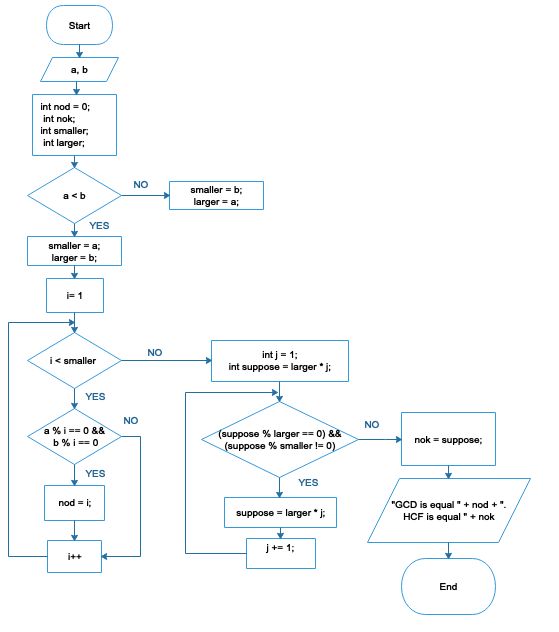 Start
a, b
int nod = 0;
int nok;
int smaller;
int larger;
a < b
NO
smaller = b;
larger = a;
YES
smaller = a;
larger = b;
i= 1
i < smaller
NO
int j = 1;
int suppose = larger * j;
YES
a % i == 0 &&
b % i == 0
NO
(suppose % larger == 0) &&
(suppose % smaller != 0)
NO
nok = suppose;
YES
nod = i;
YES
suppose = larger * j;
"GCD is equal " + nod + ".
HCF is equal " + nok
i++
j += 1;
End